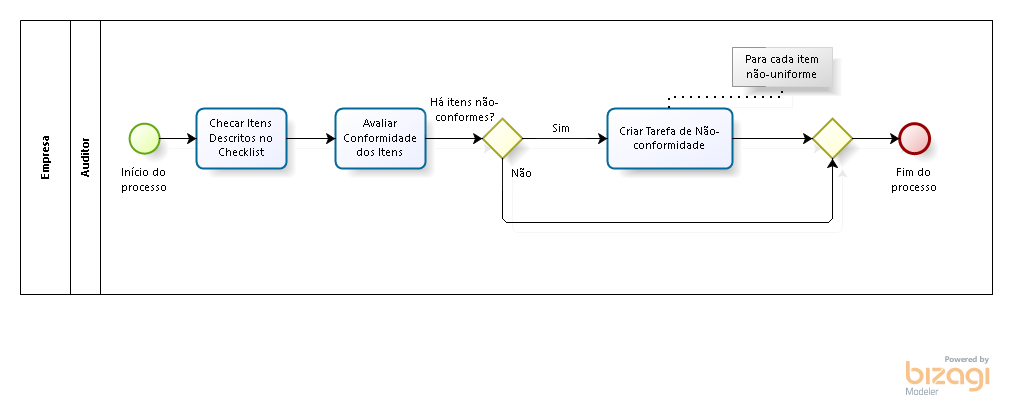 Empresa
Auditor
Início do
processo
Checar Itens
Descritos no
Checklist
Avaliar
Conformidade
dos Itens
Há itens não-
conformes?
Sim
Não
Criar Tarefa de Não-
conformidade
Para cada item
não-uniforme
Fim do
processo
Powered by
bizagi
Modeler